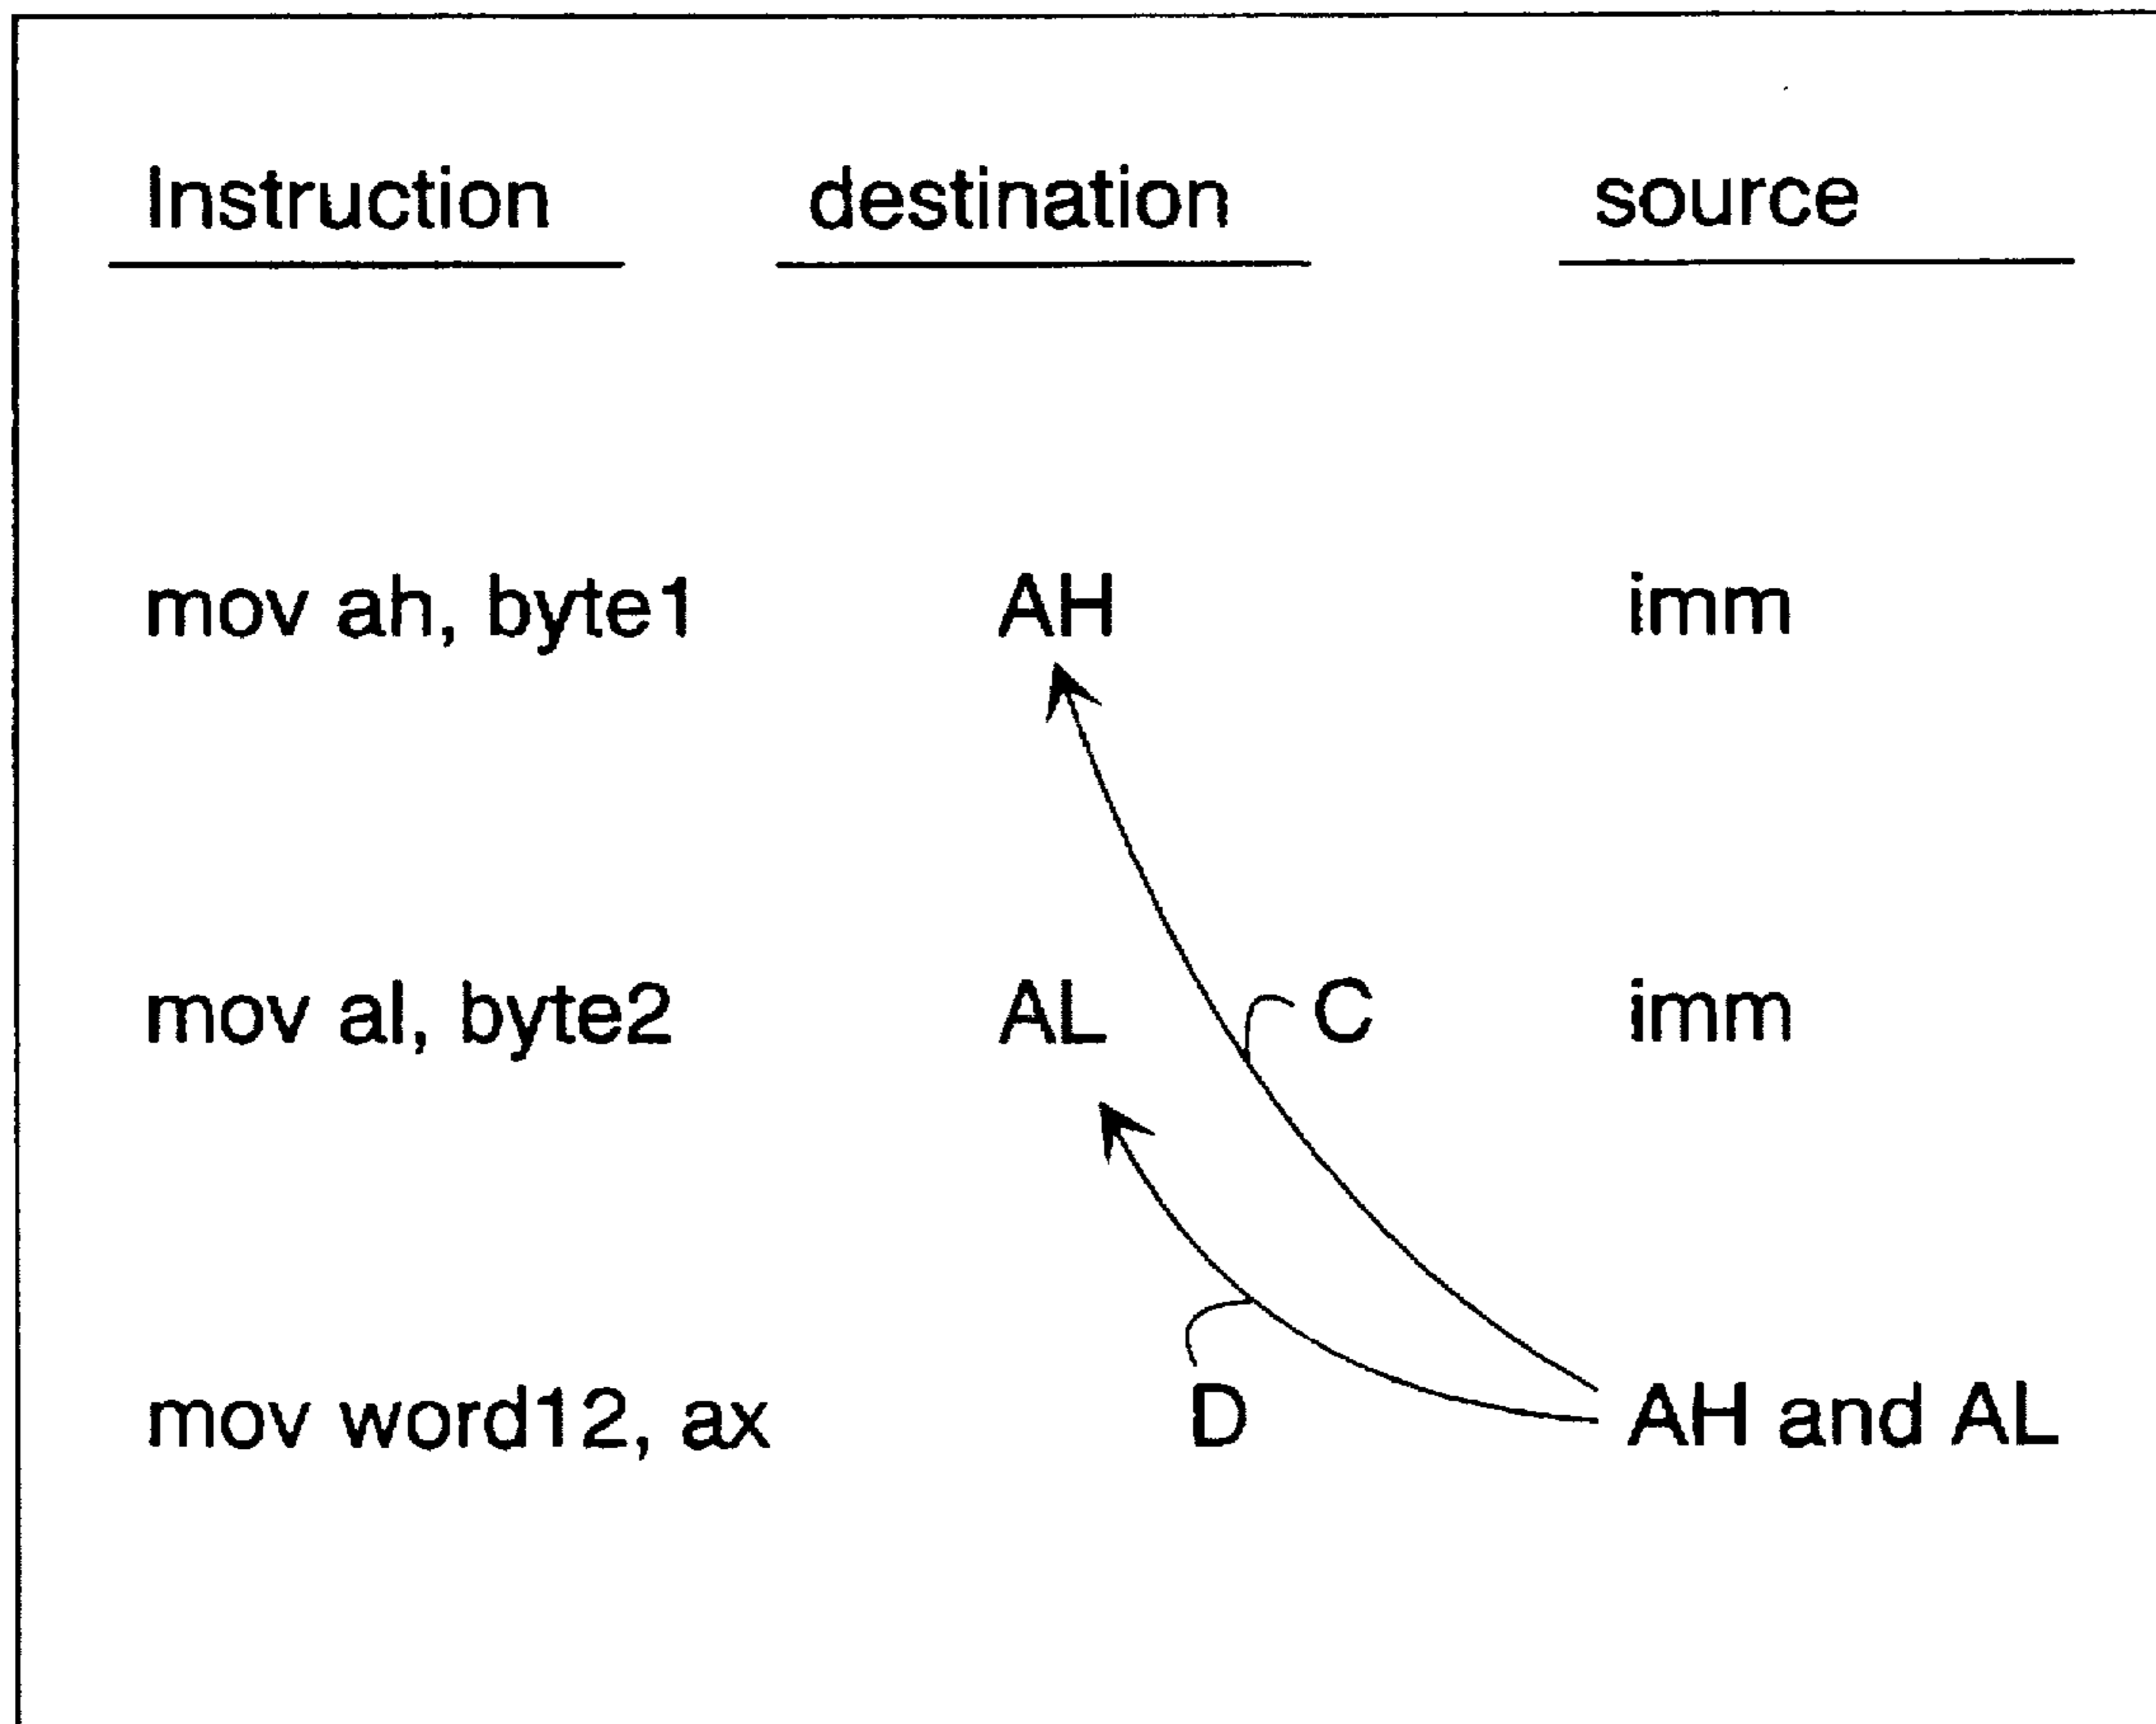 Instruction destination source
mov ah, byte1 AH imm
mov al, byte2 AL C imm
mov word12, ax D AH and AL